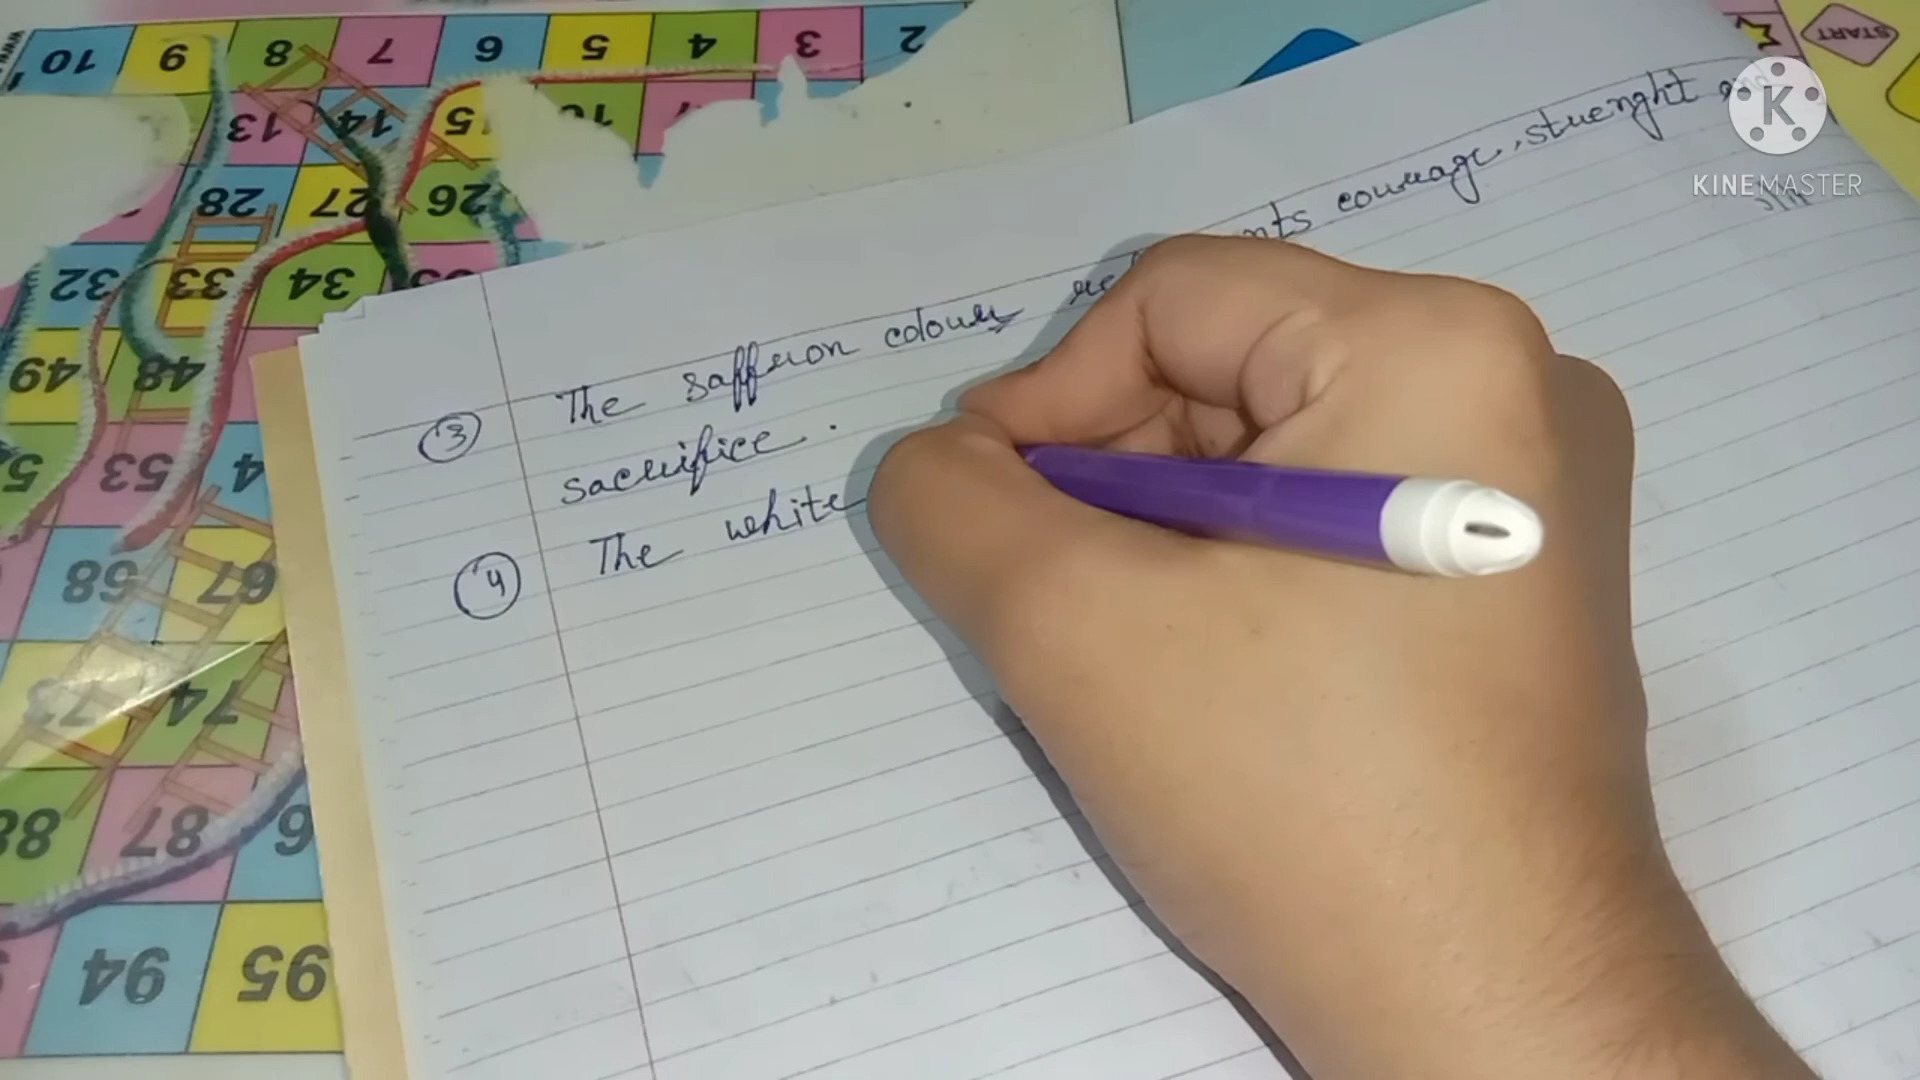 10 9 8 7 6 5 4 3 2
START
13 14 15 16
28 27 26
32 33 34
49 48
53
68 67
74
88 87
94 95
K
KINEMASTER
3 The saffron colour nts courage, strenght
sacrifice.
4 The white